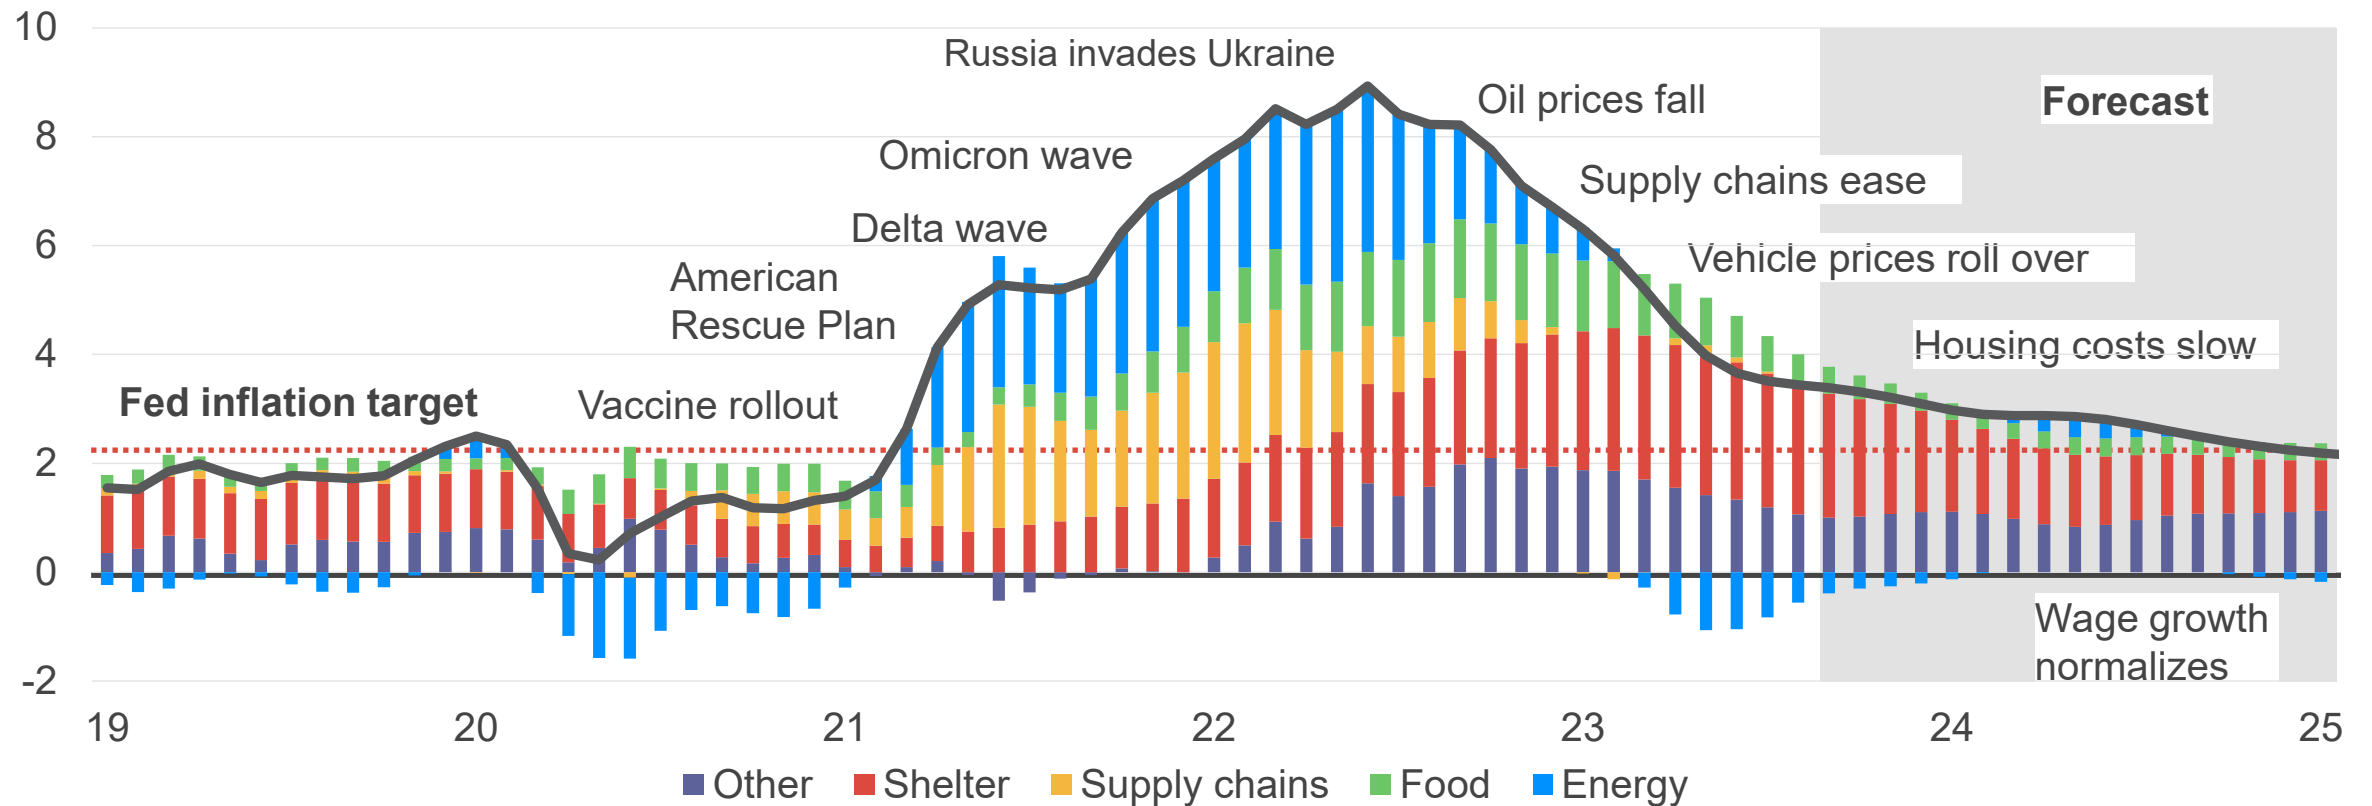 10
Russia invades Ukraine
Oil prices fall
Forecast
8
Omicron wave
Supply chains ease
Delta wave
6
Vehicle prices roll over
American
Rescue Plan
4
Housing costs slow
Fed inflation target
Vaccine rollout
2
0
Wage growth
normalizes
-2
19 20 21 22 23 24 25
Other Shelter Supply chains Food Energy